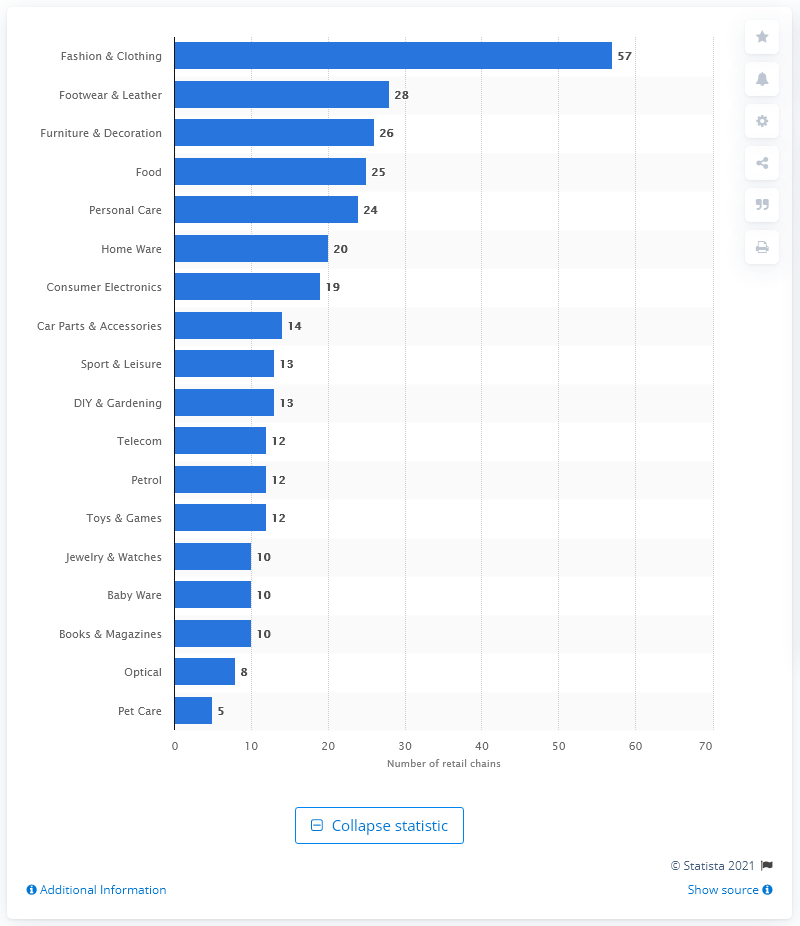 Fashion & Clothing 57
Footwear & Leather 28
Furniture & Decoration 26
Food 25
Personal Care 24
Home Ware 20
Consumer Electronics 19
Car Parts & Accessories 14
Sport & Leisure 13
DIY & Gardening 13
Telecom 12
Petrol 12
Toys & Games 12
Jewelry & Watches 10
Baby Ware 10
Books & Magazines 10
Optical 8
Pet Care 5
0 10 20 30 40 50 60 70
Number of retail chains
Collapse statistic
© Statista 2021
Additional Information Show source